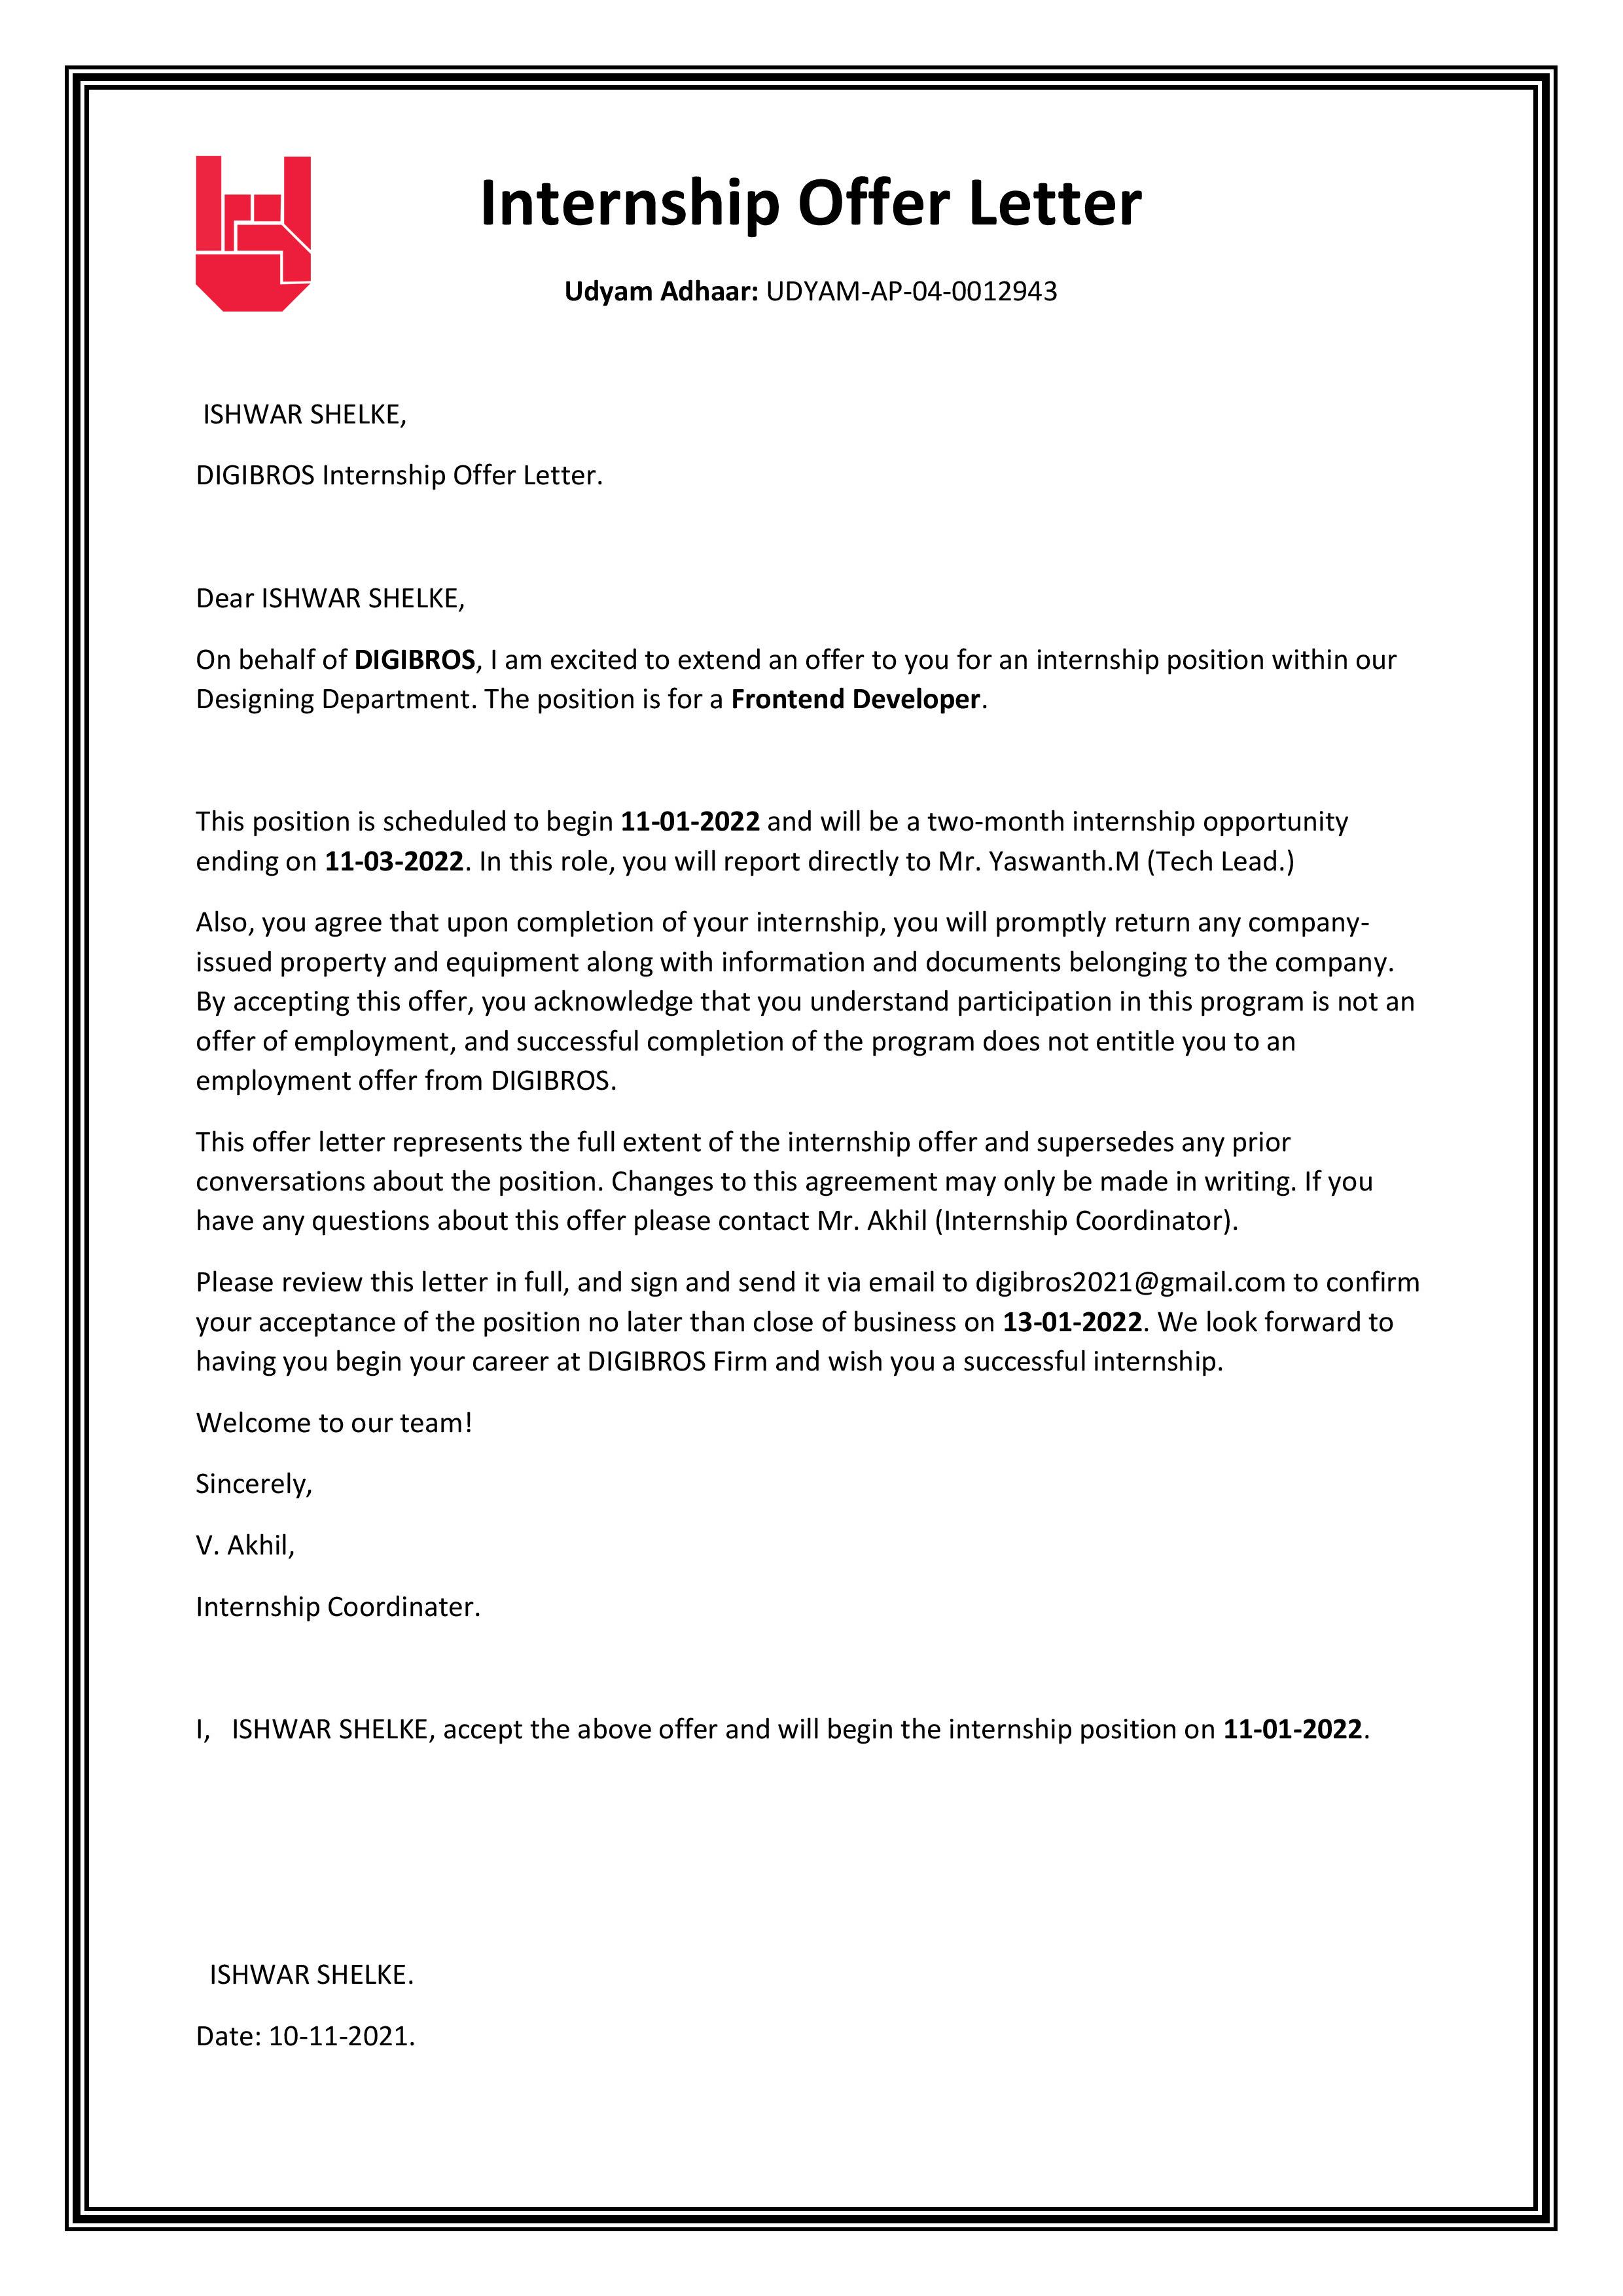 Internship Offer Letter
Udyam Adhaar: UDYAM-AP-04-0012943
ISHWAR SHELKE,
DIGIBROS Internship Offer Letter.
Dear ISHWAR SHELKE,
On behalf of DIGIBROS, I am excited to extend an offer to you for an internship position within our
Designing Department. The position is for a Frontend Developer.
This position is scheduled to begin 11-01-2022 and will be a two-month internship opportunity
ending on 11-03-2022. In this role, you will report directly to Mr. Yaswanth.M (Tech Lead.)
Also, you agree that upon completion of your internship, you will promptly return any company-
issued property and equipment along with information and documents belonging to the company.
By accepting this offer, you acknowledge that you understand participation in this program is not an
offer of employment, and successful completion of the program does not entitle you to an
employment offer from DIGIBROS.
This offer letter represents the full extent of the internship offer and supersedes any prior
conversations about the position. Changes to this agreement may only be made in writing. If you
have any questions about this offer please contact Mr. Akhil (Internship Coordinator).
Please review this letter in full, and sign and send it via email to digibros2021@gmail.com to confirm
your acceptance of the position no later than close of business on 13-01-2022. We look forward to
having you begin your career at DIGIBROS Firm and wish you a successful internship.
Welcome to our team!
Sincerely,
V. Akhil,
Internship Coordinater.
I, ISHWAR SHELKE, accept the above offer and will begin the internship position on 11-01-2022.
ISHWAR SHELKE.
Date: 10-11-2021.